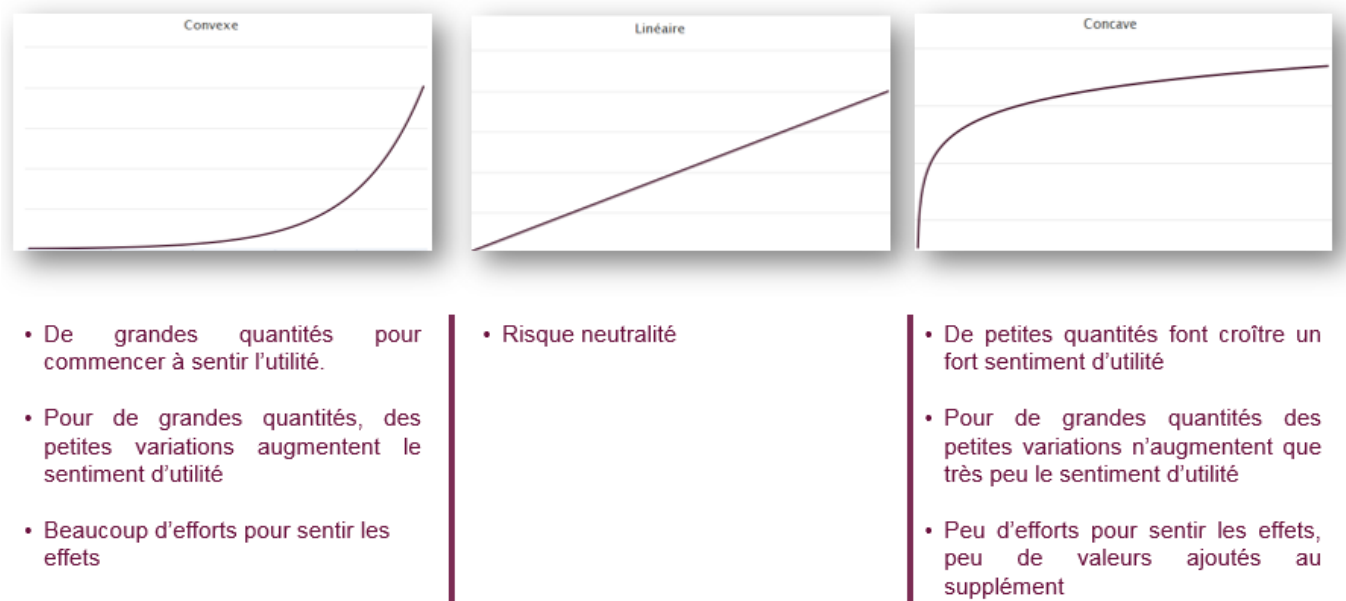 Convexe
Linéaire
Concave
• De grandes quantités pour
commencer à sentir l'utilité.
• Pour de grandes quantités, des
petites variations augmentent le
sentiment d'utilité
• Beaucoup d'efforts pour sentir les
effets
• Risque neutralité
• De petites quantités font croître un
fort sentiment d'utilité
• Pour de grandes quantités des
petites variations n'augmentent que
très peu le sentiment d'utilité
• Peu d'efforts pour sentir les effets,
peu de valeurs ajoutés au
supplément